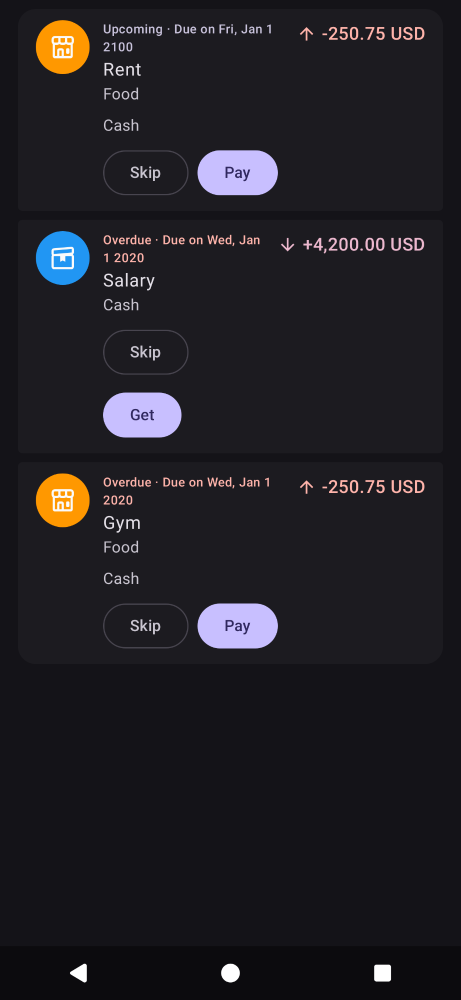 Upcoming · Due on Fri, Jan 1
2100
-250.75 USD
Rent
Food
Cash
Skip
Pay
Overdue · Due on Wed, Jan
1 2020
+4,200.00 USD
Salary
Cash
Skip
Get
Overdue · Due on Wed, Jan 1
2020
-250.75 USD
Gym
Food
Cash
Skip
Pay